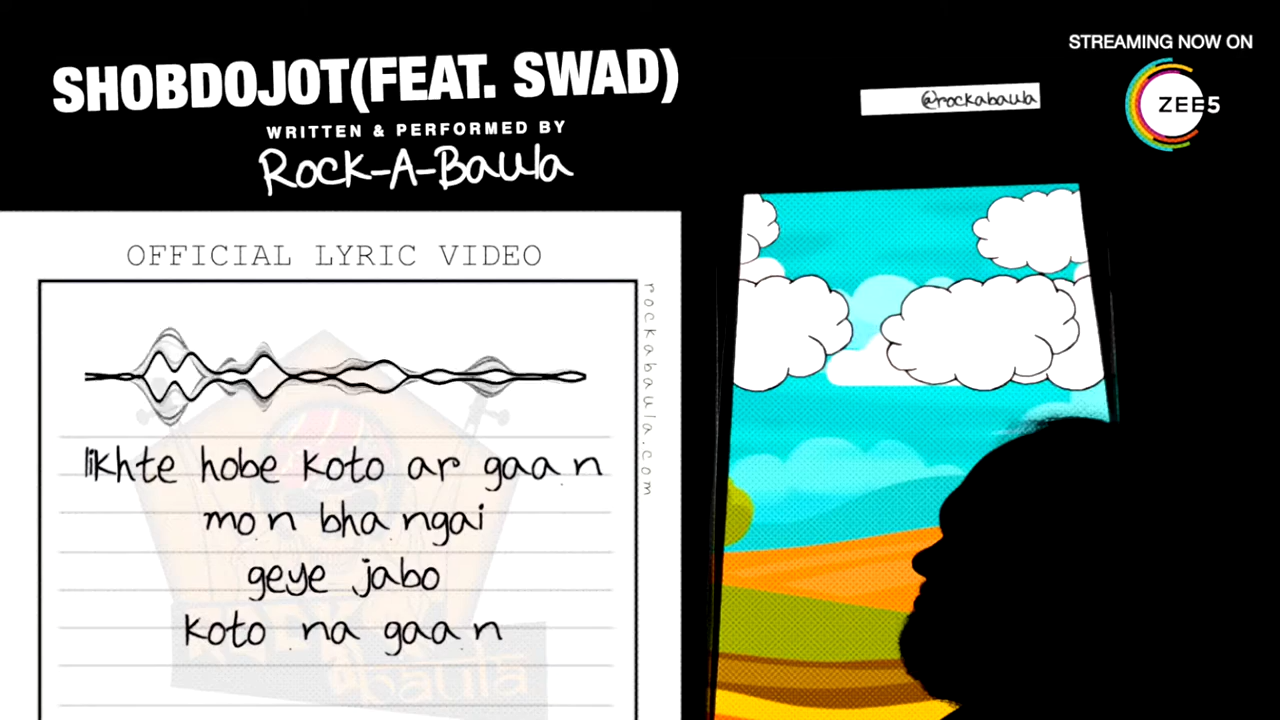 SHOBDOJOT(FEAT. SWAD)
WRITTEN & PERFORMED BY
Rock-A-Baula
@rockabaula
STREAMING NOW ON
ZEE5
OFFICIAL LYRIC VIDEO
rockabaula.com
likhte hobe koto ar gaan
mon bhangai
geye jabo
koto na gaan
baula